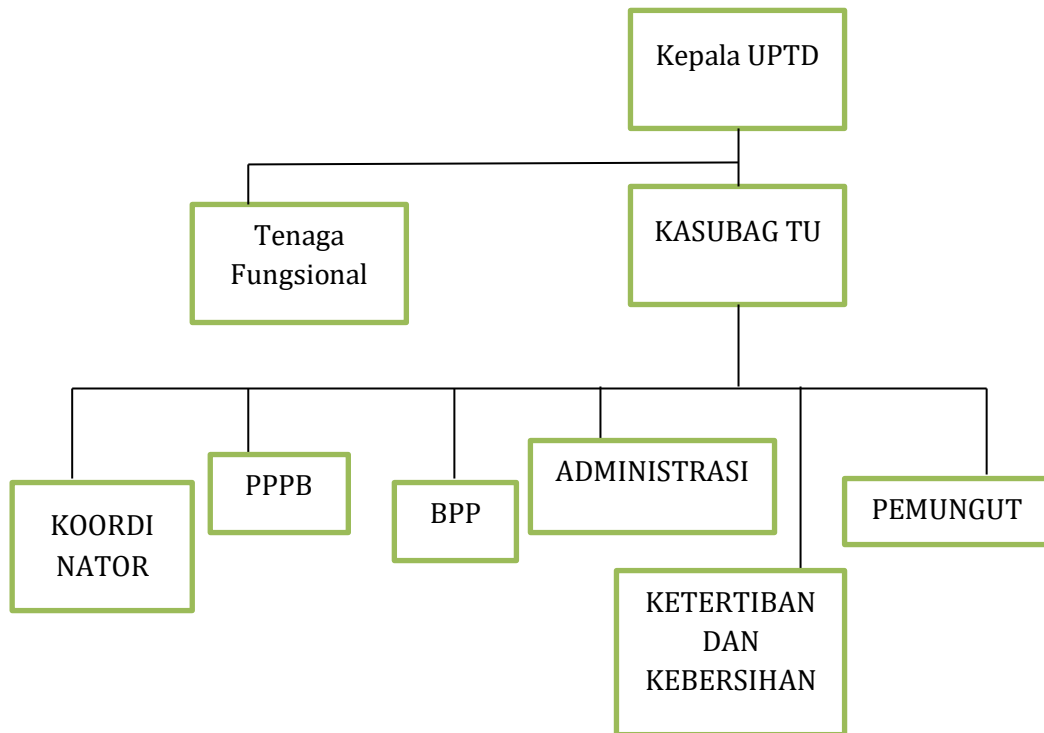 Kepala UPTD
Tenaga
Fungsional
KASUBAG TU
KOORDI
NATOR
PPPB
BPP
ADMINISTRASI
KETERTIBAN
DAN
KEBERSIHAN
PEMUNGUT